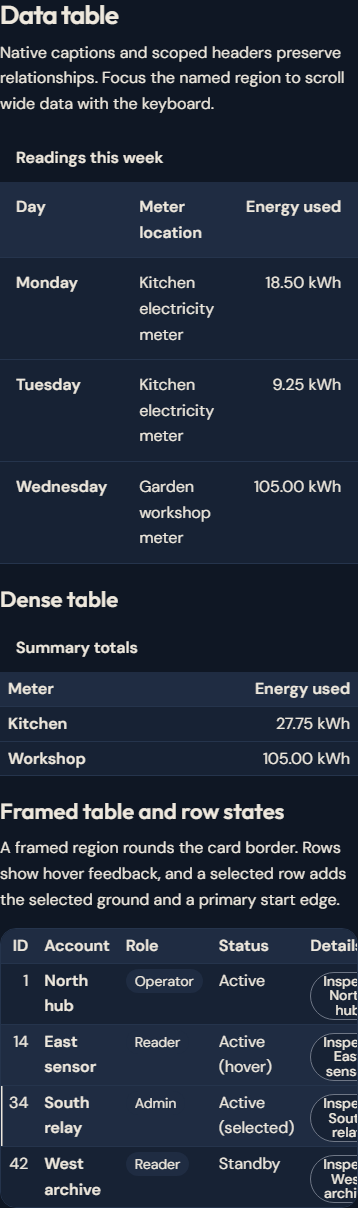 Data table
Native captions and scoped headers preserve
relationships. Focus the named region to scroll
wide data with the keyboard.
Readings this week
Day Meter location Energy used
Monday Kitchen electricity meter 18.50 kWh
Tuesday Kitchen electricity meter 9.25 kWh
Wednesday Garden workshop meter 105.00 kWh
Dense table
Summary totals
Meter Energy used
Kitchen 27.75 kWh
Workshop 105.00 kWh
Framed table and row states
A framed region rounds the card border. Rows
show hover feedback, and a selected row adds
the selected ground and a primary start edge.
ID Account Role Status Details
1 North hub Operator Active
14 East sensor Reader Active (hover)
34 South relay Admin Active (selected)
42 West archive Reader Standby